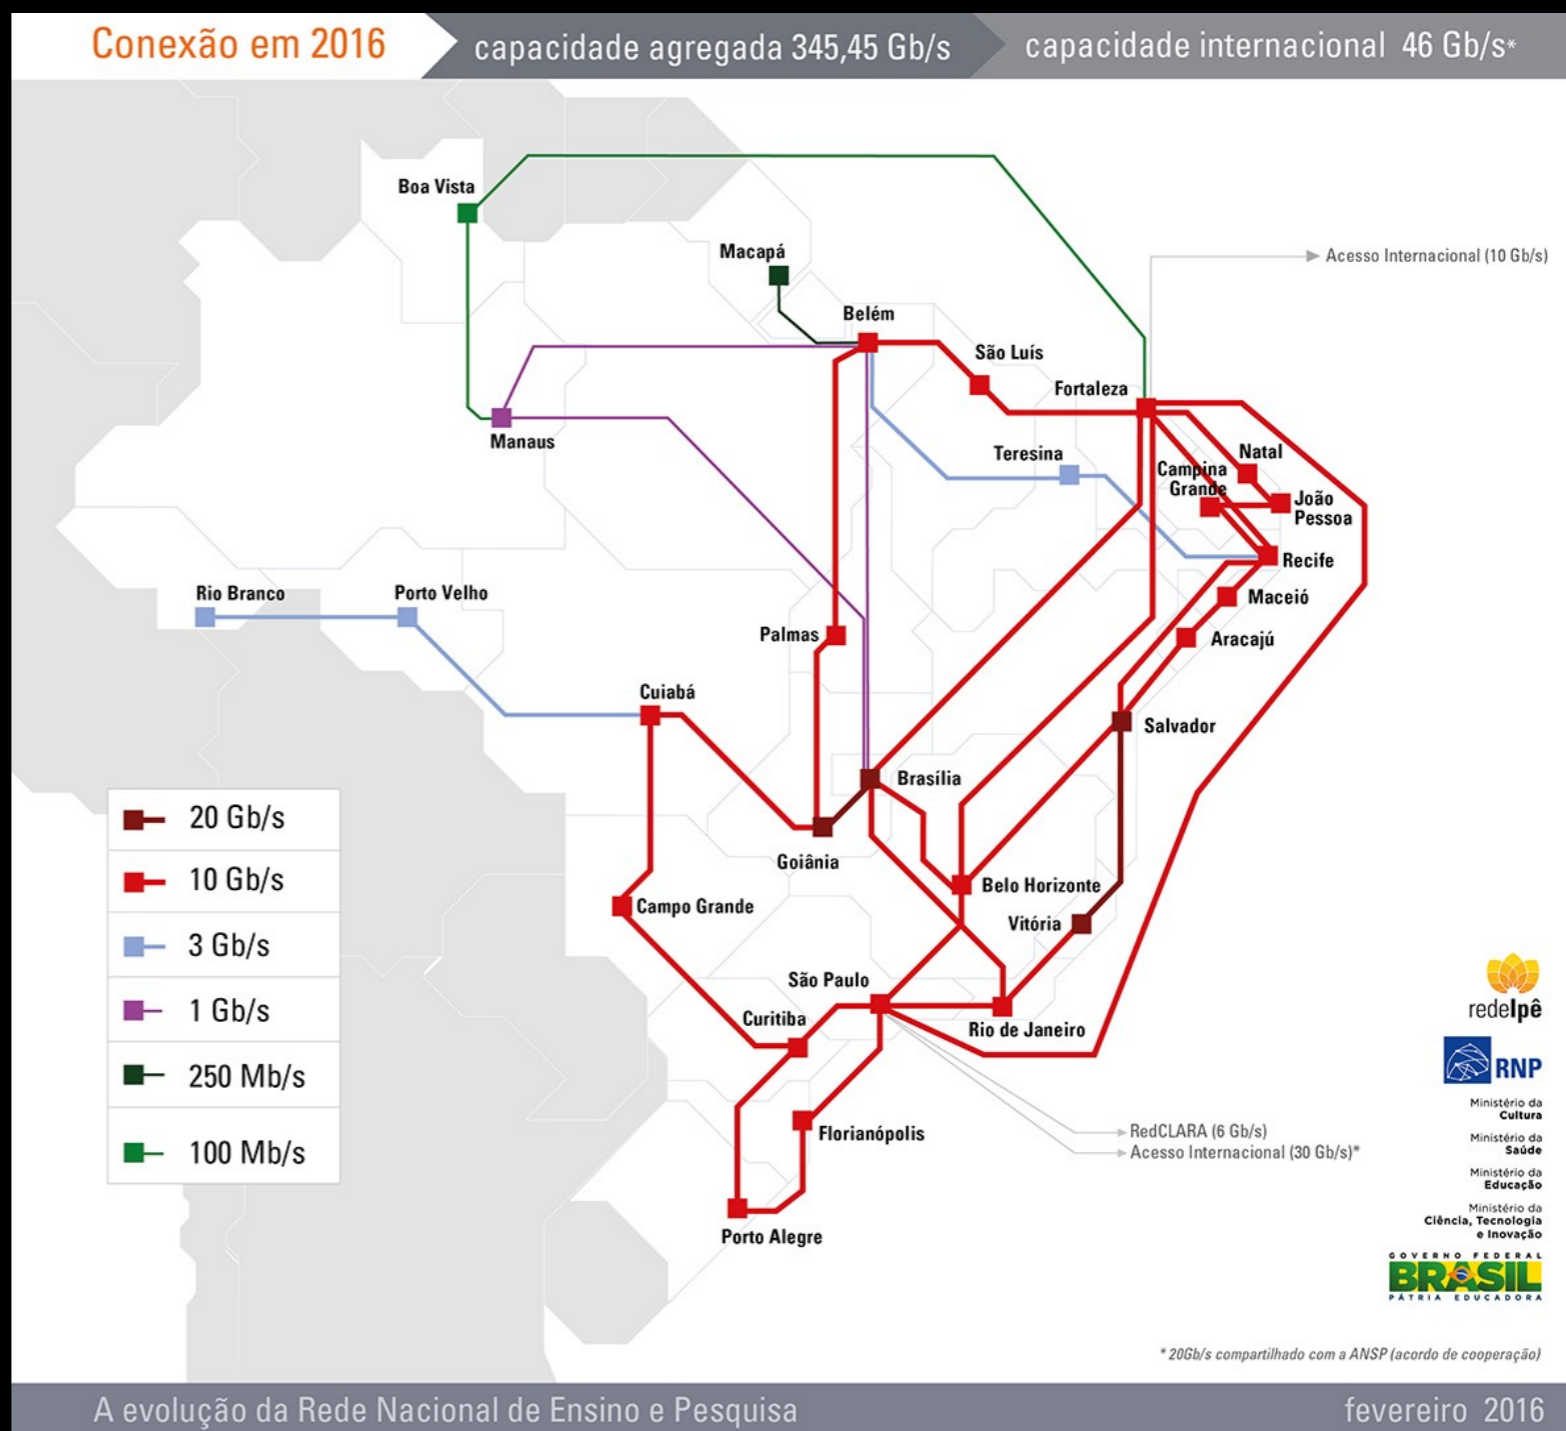 Conexão em 2016
capacidade agregada 345,45 Gb/s
capacidade internacional 46 Gb/s*
Boa Vista
Macapá
Acesso Internacional (10 Gb/s)
Belém
São Luís
Fortaleza
Manaus
Teresina
Natal
Campina
Grande
João
Pessoa
Recife
Rio Branco
Porto Velho
Maceió
Palmas
Aracajú
Cuiabá
Salvador
Brasília
20 Gb/s
Goiânia
10 Gb/s
Belo Horizonte
Campo Grande
Vitória
3 Gb/s
São Paulo
1 Gb/s
Curitiba
Rio de Janeiro
redeIpê
250 Mb/s
RNP
Florianópolis
RedCLARA (6 Gb/s)
Acesso Internacional (30 Gb/s)*
100 Mb/s
Porto Alegre
Ministério da
Cultura
Ministério da
Saúde
Ministério da
Educação
Ministério da
Ciência, Tecnologia
e Inovação
GOVERNO FEDERAL
BRASIL
PÁTRIA EDUCADORA
* 20Gb/s compartilhado com a ANSP (acordo de cooperação)
A evolução da Rede Nacional de Ensino e Pesquisa
fevereiro 2016